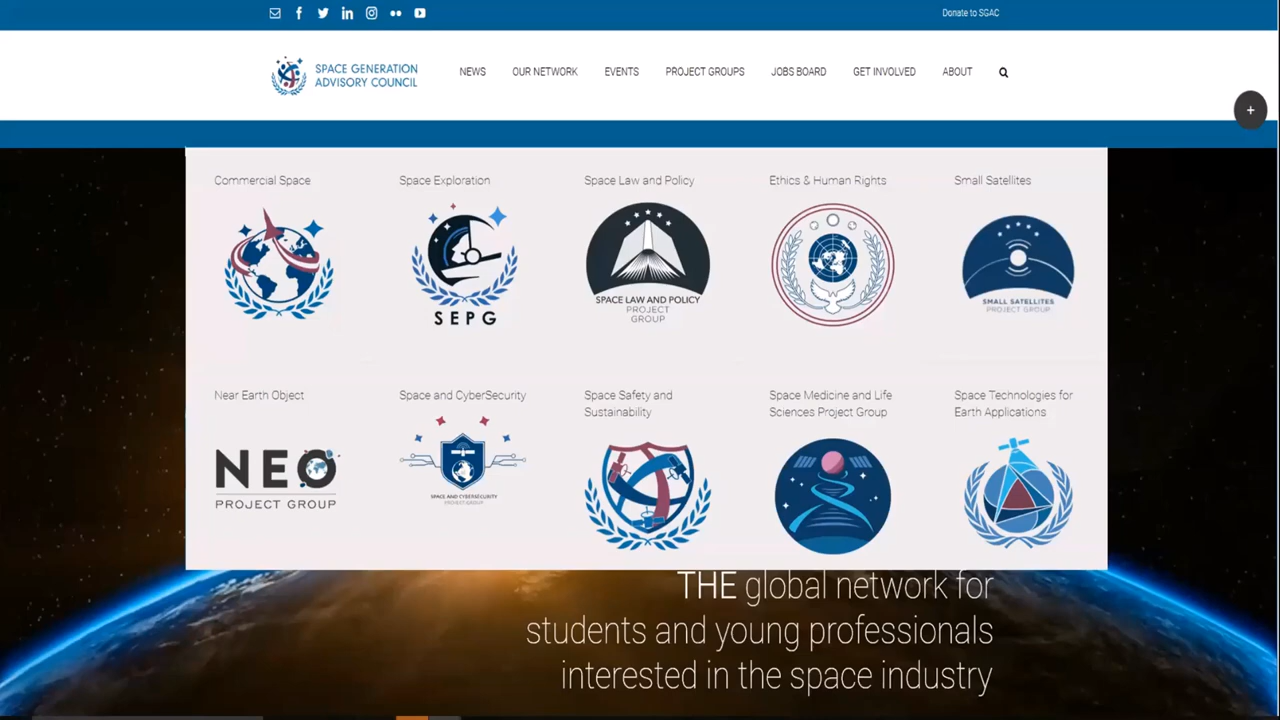 Donate to SGAC
SPACE GENERATION
ADVISORY COUNCIL
NEWS
OUR NETWORK
EVENTS
PROJECT GROUPS
JOBS BOARD
GET INVOLVED
ABOUT
+
Commercial Space
Space Exploration
Space Law and Policy
Ethics & Human Rights
Small Satellites
SEPG
SPACE LAW AND POLICY
PROJECT
GROUP
SMALL SATELLITES
PROJECT GROUP
Near Earth Object
Space and CyberSecurity
Space Safety and
Sustainability
Space Medicine and Life
Sciences Project Group
Space Technologies for
Earth Applications
NEO
PROJECT GROUP
SPACE AND CYBERSECURITY
PROJECT GROUP
THE global network for
students and young professionals
interested in the space industry